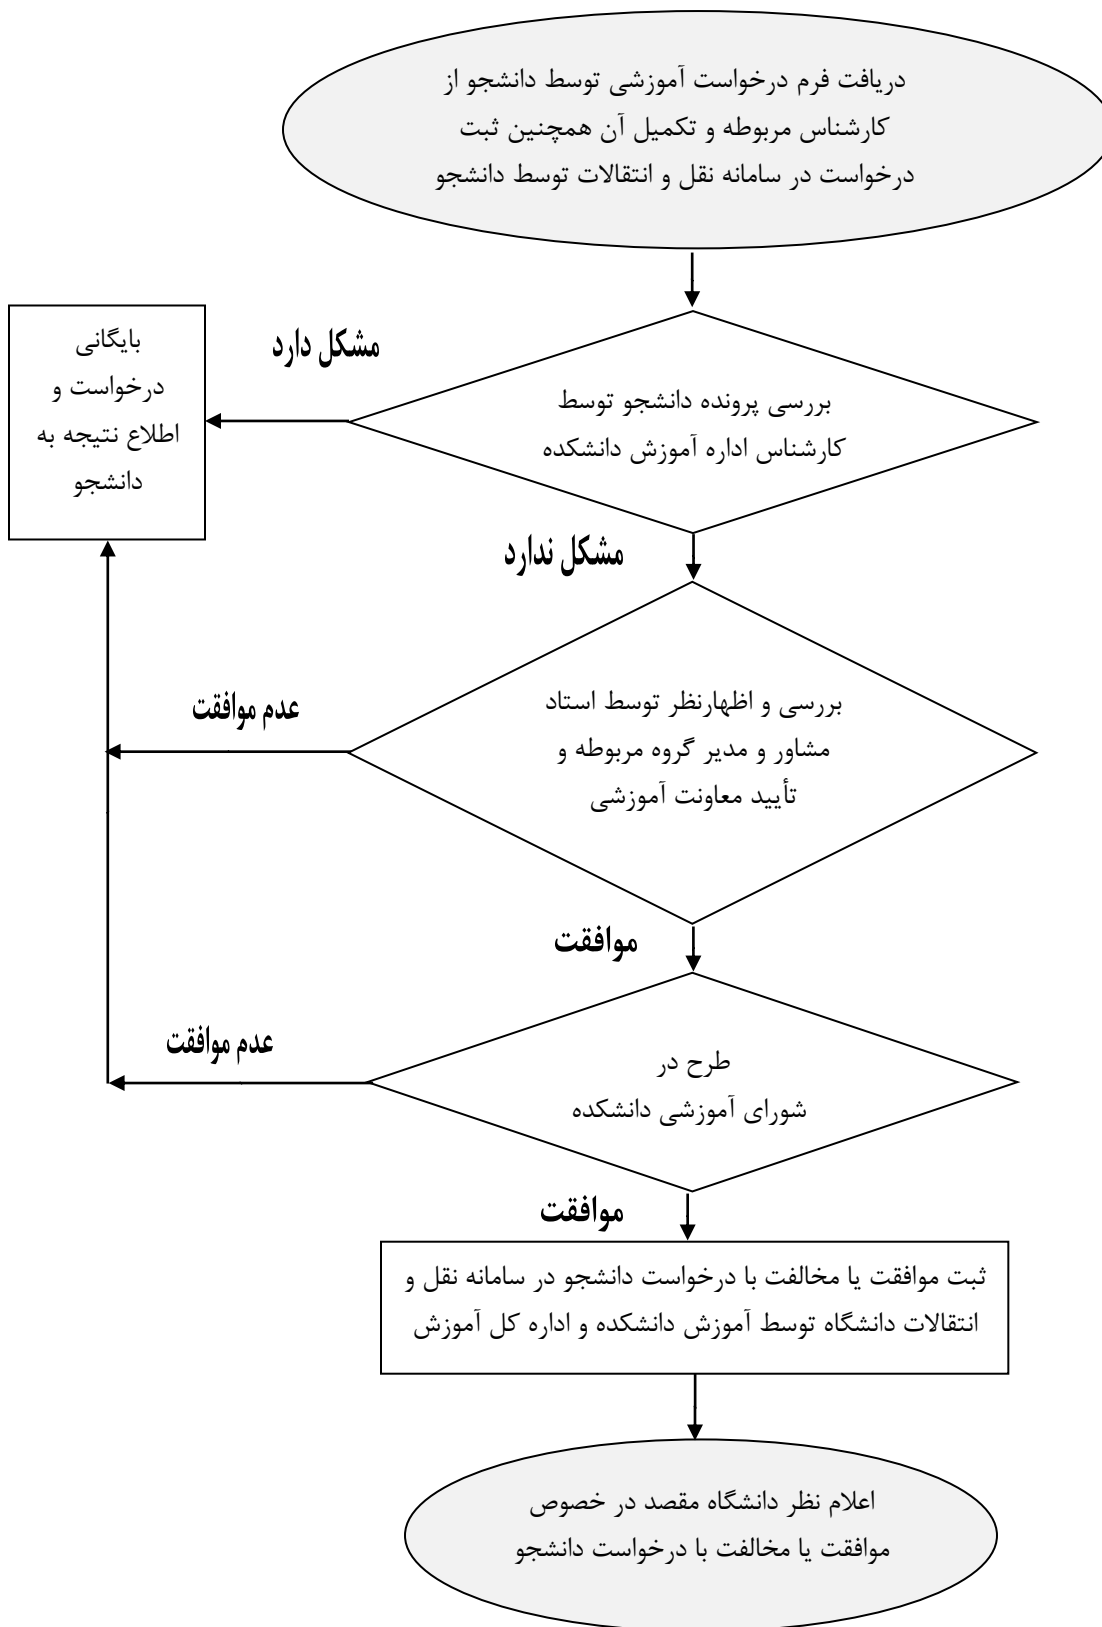 دریافت فرم درخواست آموزشی توسط دانشجو از
کارشناس مربوطه و تکمیل آن همچنین ثبت
درخواست در سامانه نقل و انتقالات توسط دانشجو
مشکل دارد
بایگانی
درخواست و
اطلاع نتیجه به
دانشجو
بررسی پرونده دانشجو توسط
کارشناس اداره آموزش دانشکده
مشکل ندارد
عدم موافقت
بررسی و اظهارنظر توسط استاد
مشاور و مدیر گروه مربوطه و
تأیید معاونت آموزشی
موافقت
عدم موافقت
طرح در
شورای آموزشی دانشکده
موافقت
ثبت موافقت یا مخالفت با درخواست دانشجو در سامانه نقل و
انتقالات دانشگاه توسط آموزش دانشکده و اداره کل آموزش
اعلام نظر دانشگاه مقصد در خصوص
موافقت یا مخالفت با درخواست دانشجو